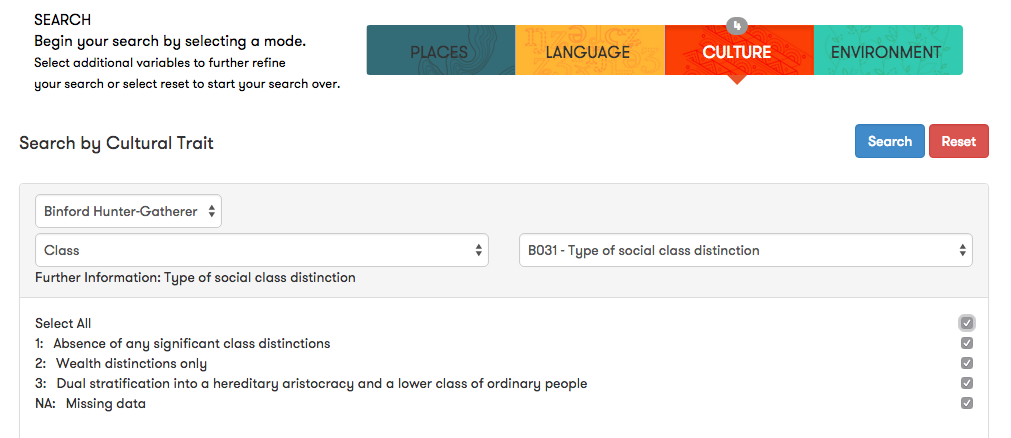 SEARCH
Begin your search by selecting a mode.
Select additional variables to further refine
your search or select reset to start your search over.
4
PLACES
LANGUAGE
CULTURE
ENVIRONMENT
Search by Cultural Trait
Search
Reset
Binford Hunter-Gatherer
Class
B031 - Type of social class distinction
Further Information: Type of social class distinction
Select All
1: Absence of any significant class distinctions
2: Wealth distinctions only
3: Dual stratification into a hereditary aristocracy and a lower class of ordinary people
NA: Missing data